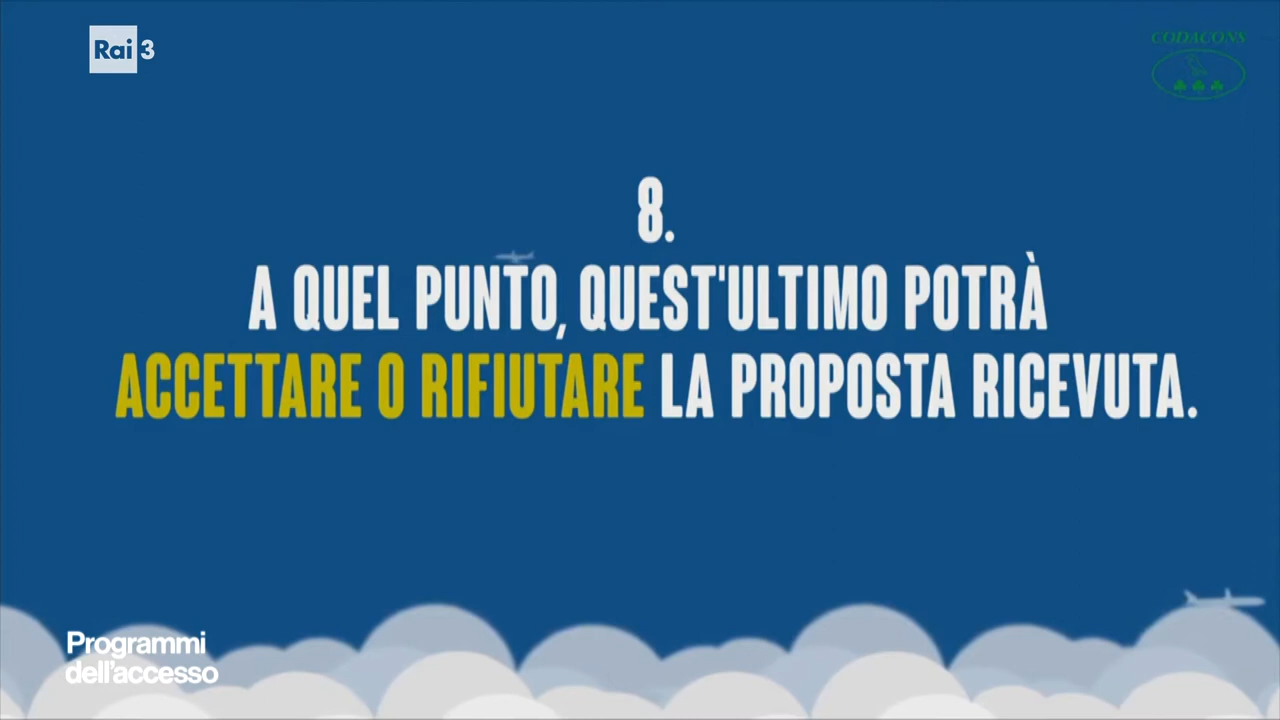 Rai 3
CODACONS
8.
A QUEL PUNTO, QUEST'ULTIMO POTRÀ
ACCETTARE O RIFIUTARE LA PROPOSTA RICEVUTA.
Programmi
dell'accesso